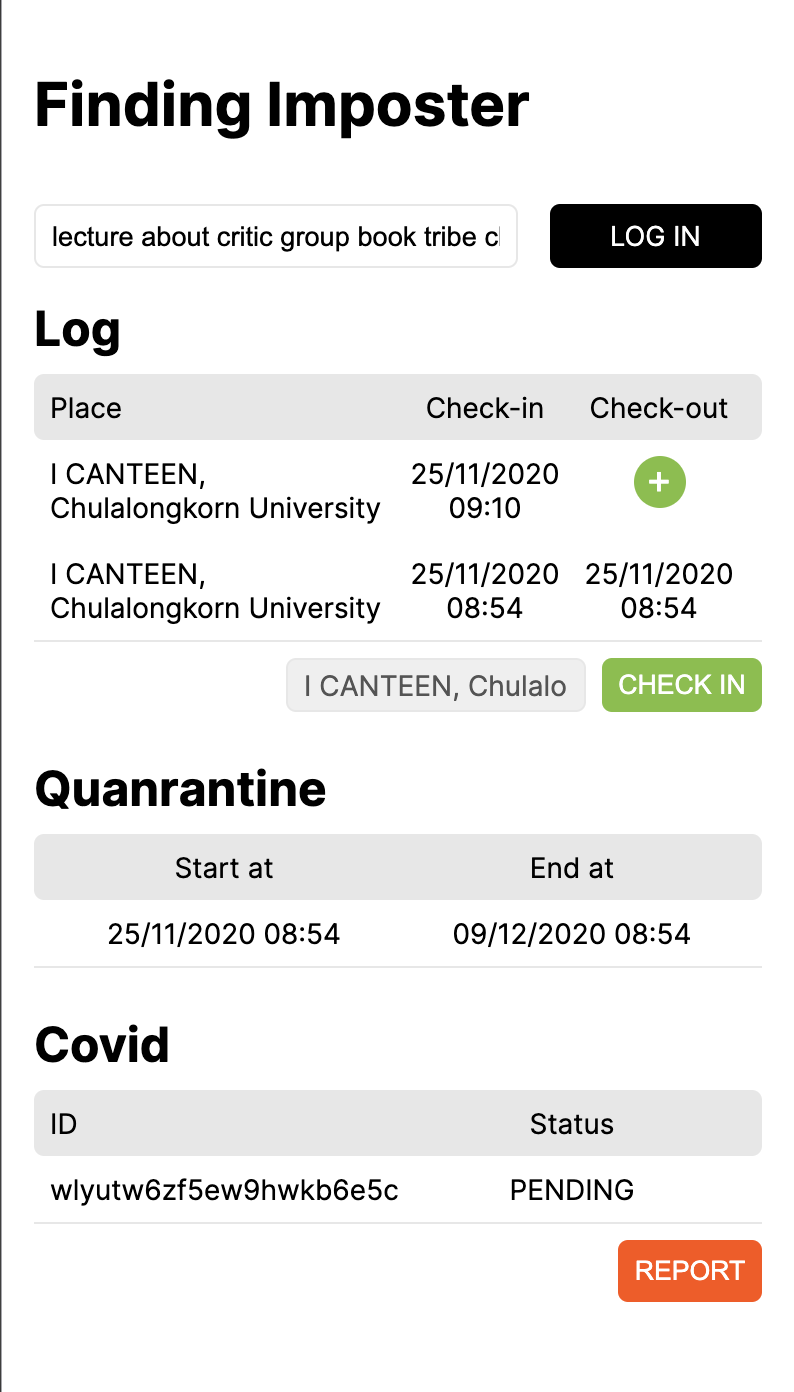 Finding Imposter
lecture about critic group book tribe
LOG IN
Log
Place Check-in Check-out
I CANTEEN, 25/11/2020 +
Chulalongkorn University 09:10
I CANTEEN, 25/11/2020 25/11/2020
Chulalongkorn University 08:54 08:54
I CANTEEN, Chulalo CHECK IN
Quanrantine
Start at End at
25/11/2020 08:54 09/12/2020 08:54
Covid
ID Status
wlyutw6zf5ew9hwkb6e5c PENDING
REPORT